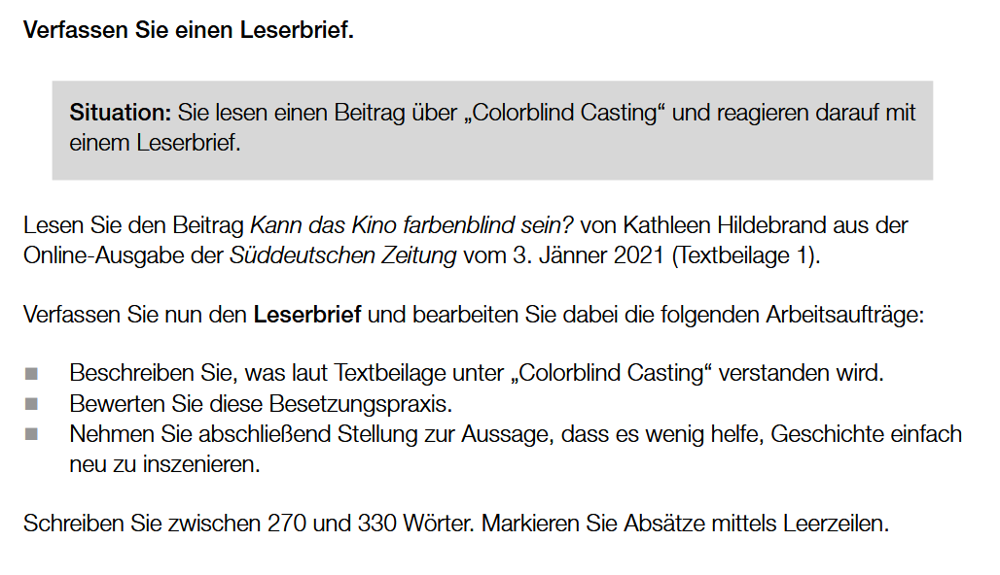 Verfassen Sie einen Leserbrief.
Situation: Sie lesen einen Beitrag über „Colorblind Casting“ und reagieren darauf mit
einem Leserbrief.
Lesen Sie den Beitrag Kann das Kino farbenblind sein? von Kathleen Hildebrand aus der
Online-Ausgabe der Süddeutschen Zeitung vom 3. Jänner 2021 (Textbeilage 1).
Verfassen Sie nun den Leserbrief und bearbeiten Sie dabei die folgenden Arbeitsaufträge:
■ Beschreiben Sie, was laut Textbeilage unter „Colorblind Casting“ verstanden wird.
■ Bewerten Sie diese Besetzungspraxis.
■ Nehmen Sie abschließend Stellung zur Aussage, dass es wenig helfe, Geschichte einfach
neu zu inszenieren.
Schreiben Sie zwischen 270 und 330 Wörter. Markieren Sie Absätze mittels Leerzeilen.